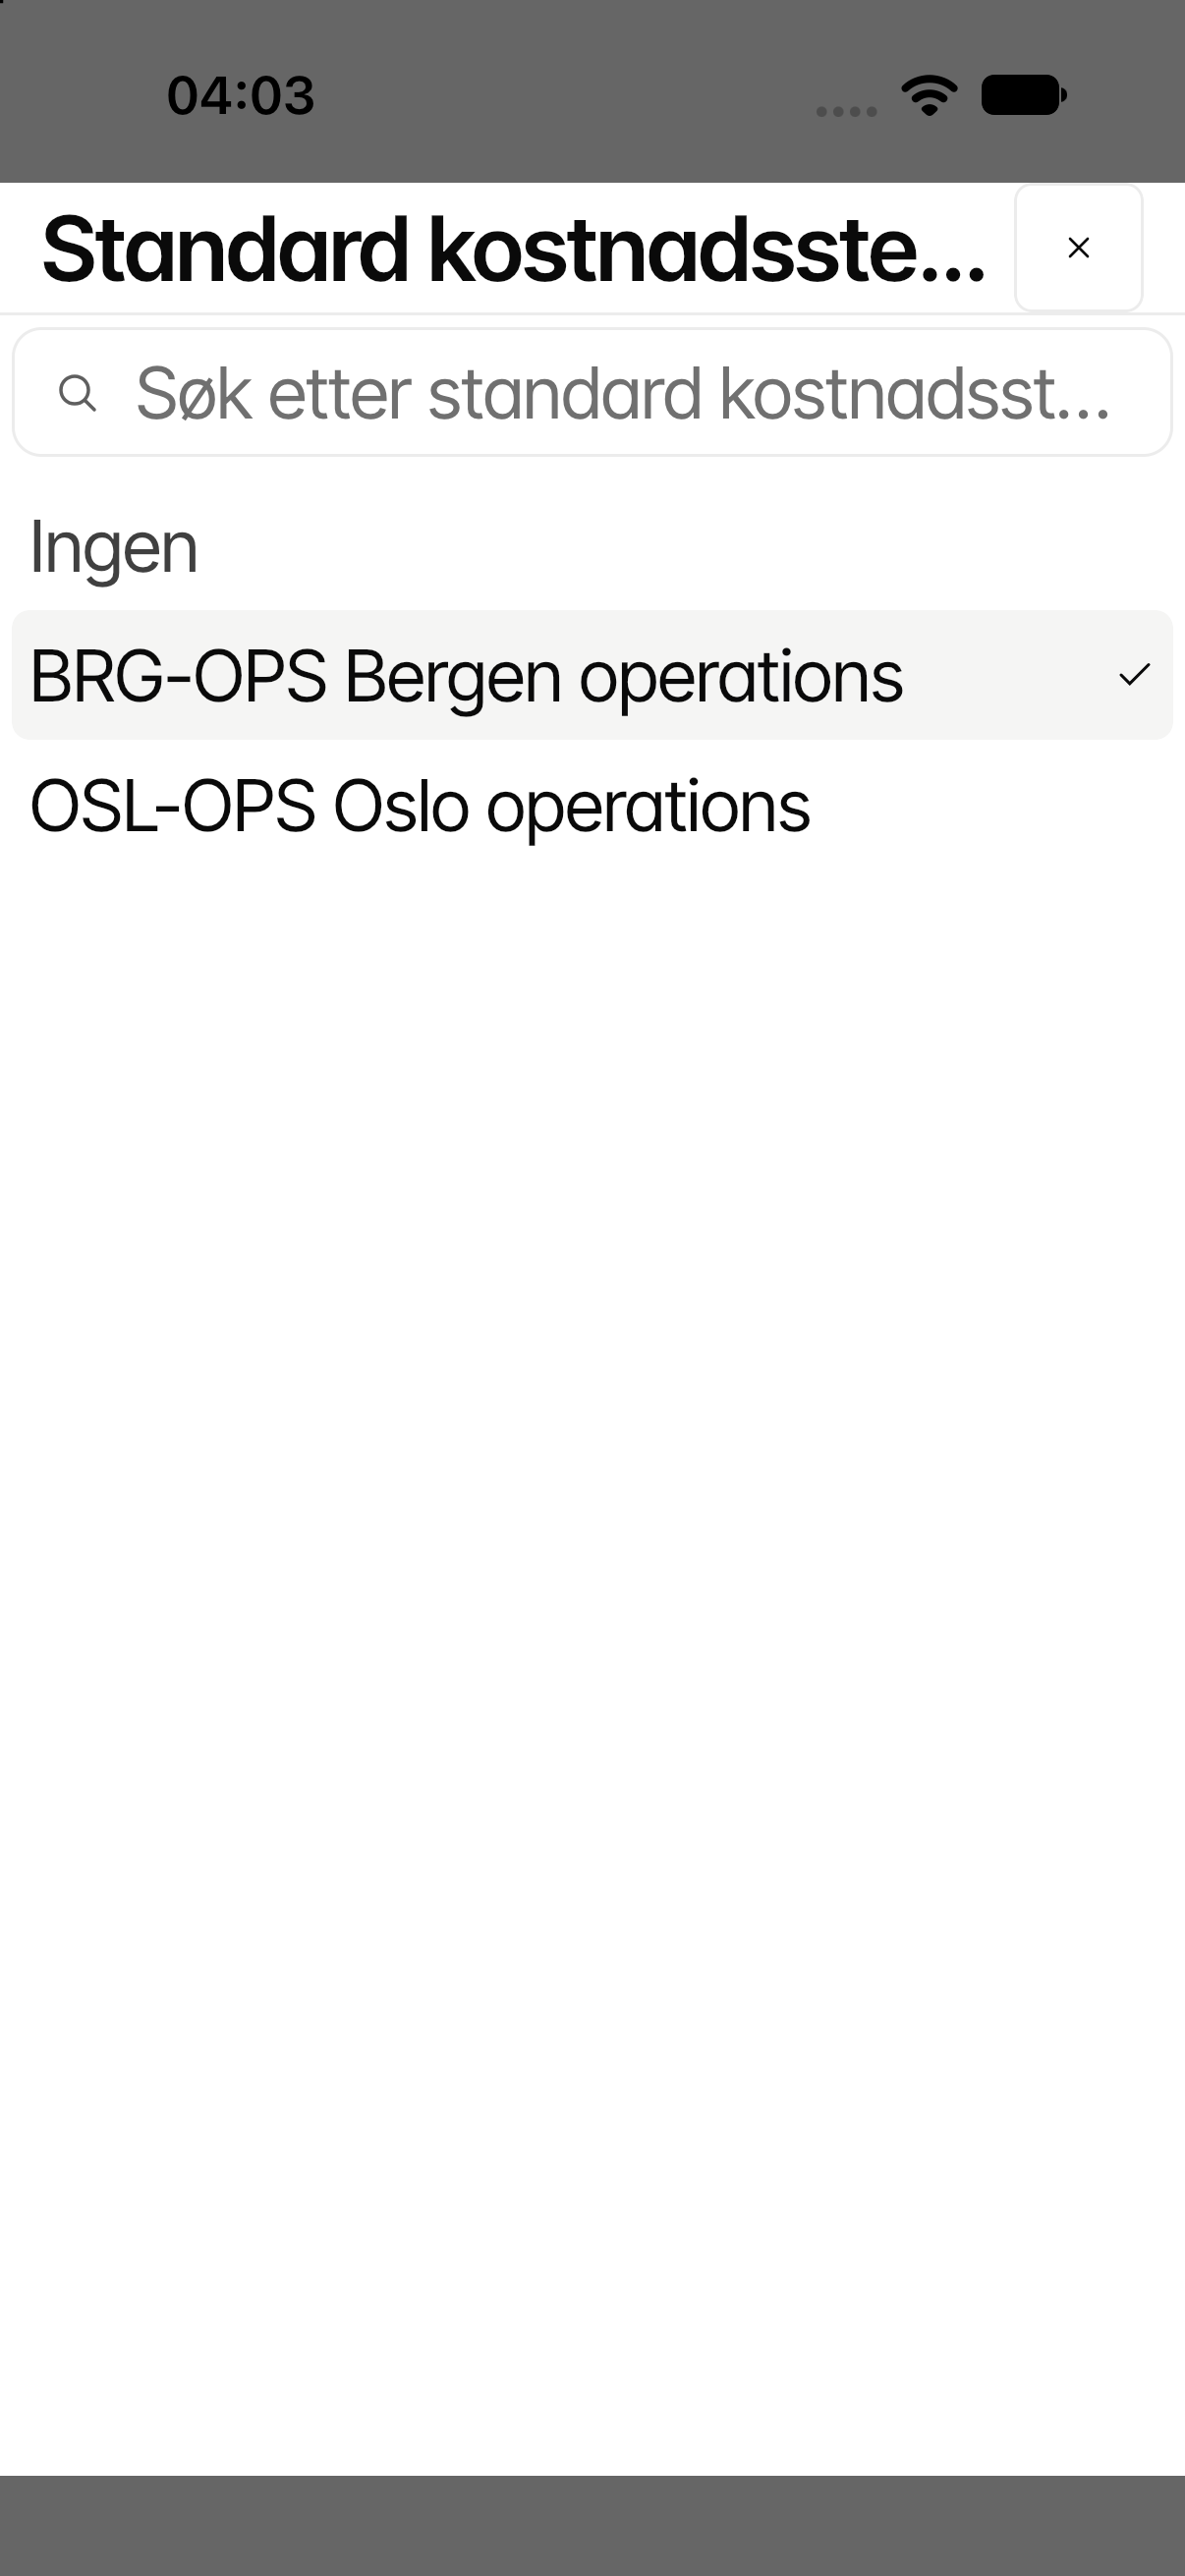 04:03
Standard kostnadsste...
Søk etter standard kostnadsst...
Ingen
BRG-OPS Bergen operations
OSL-OPS Oslo operations